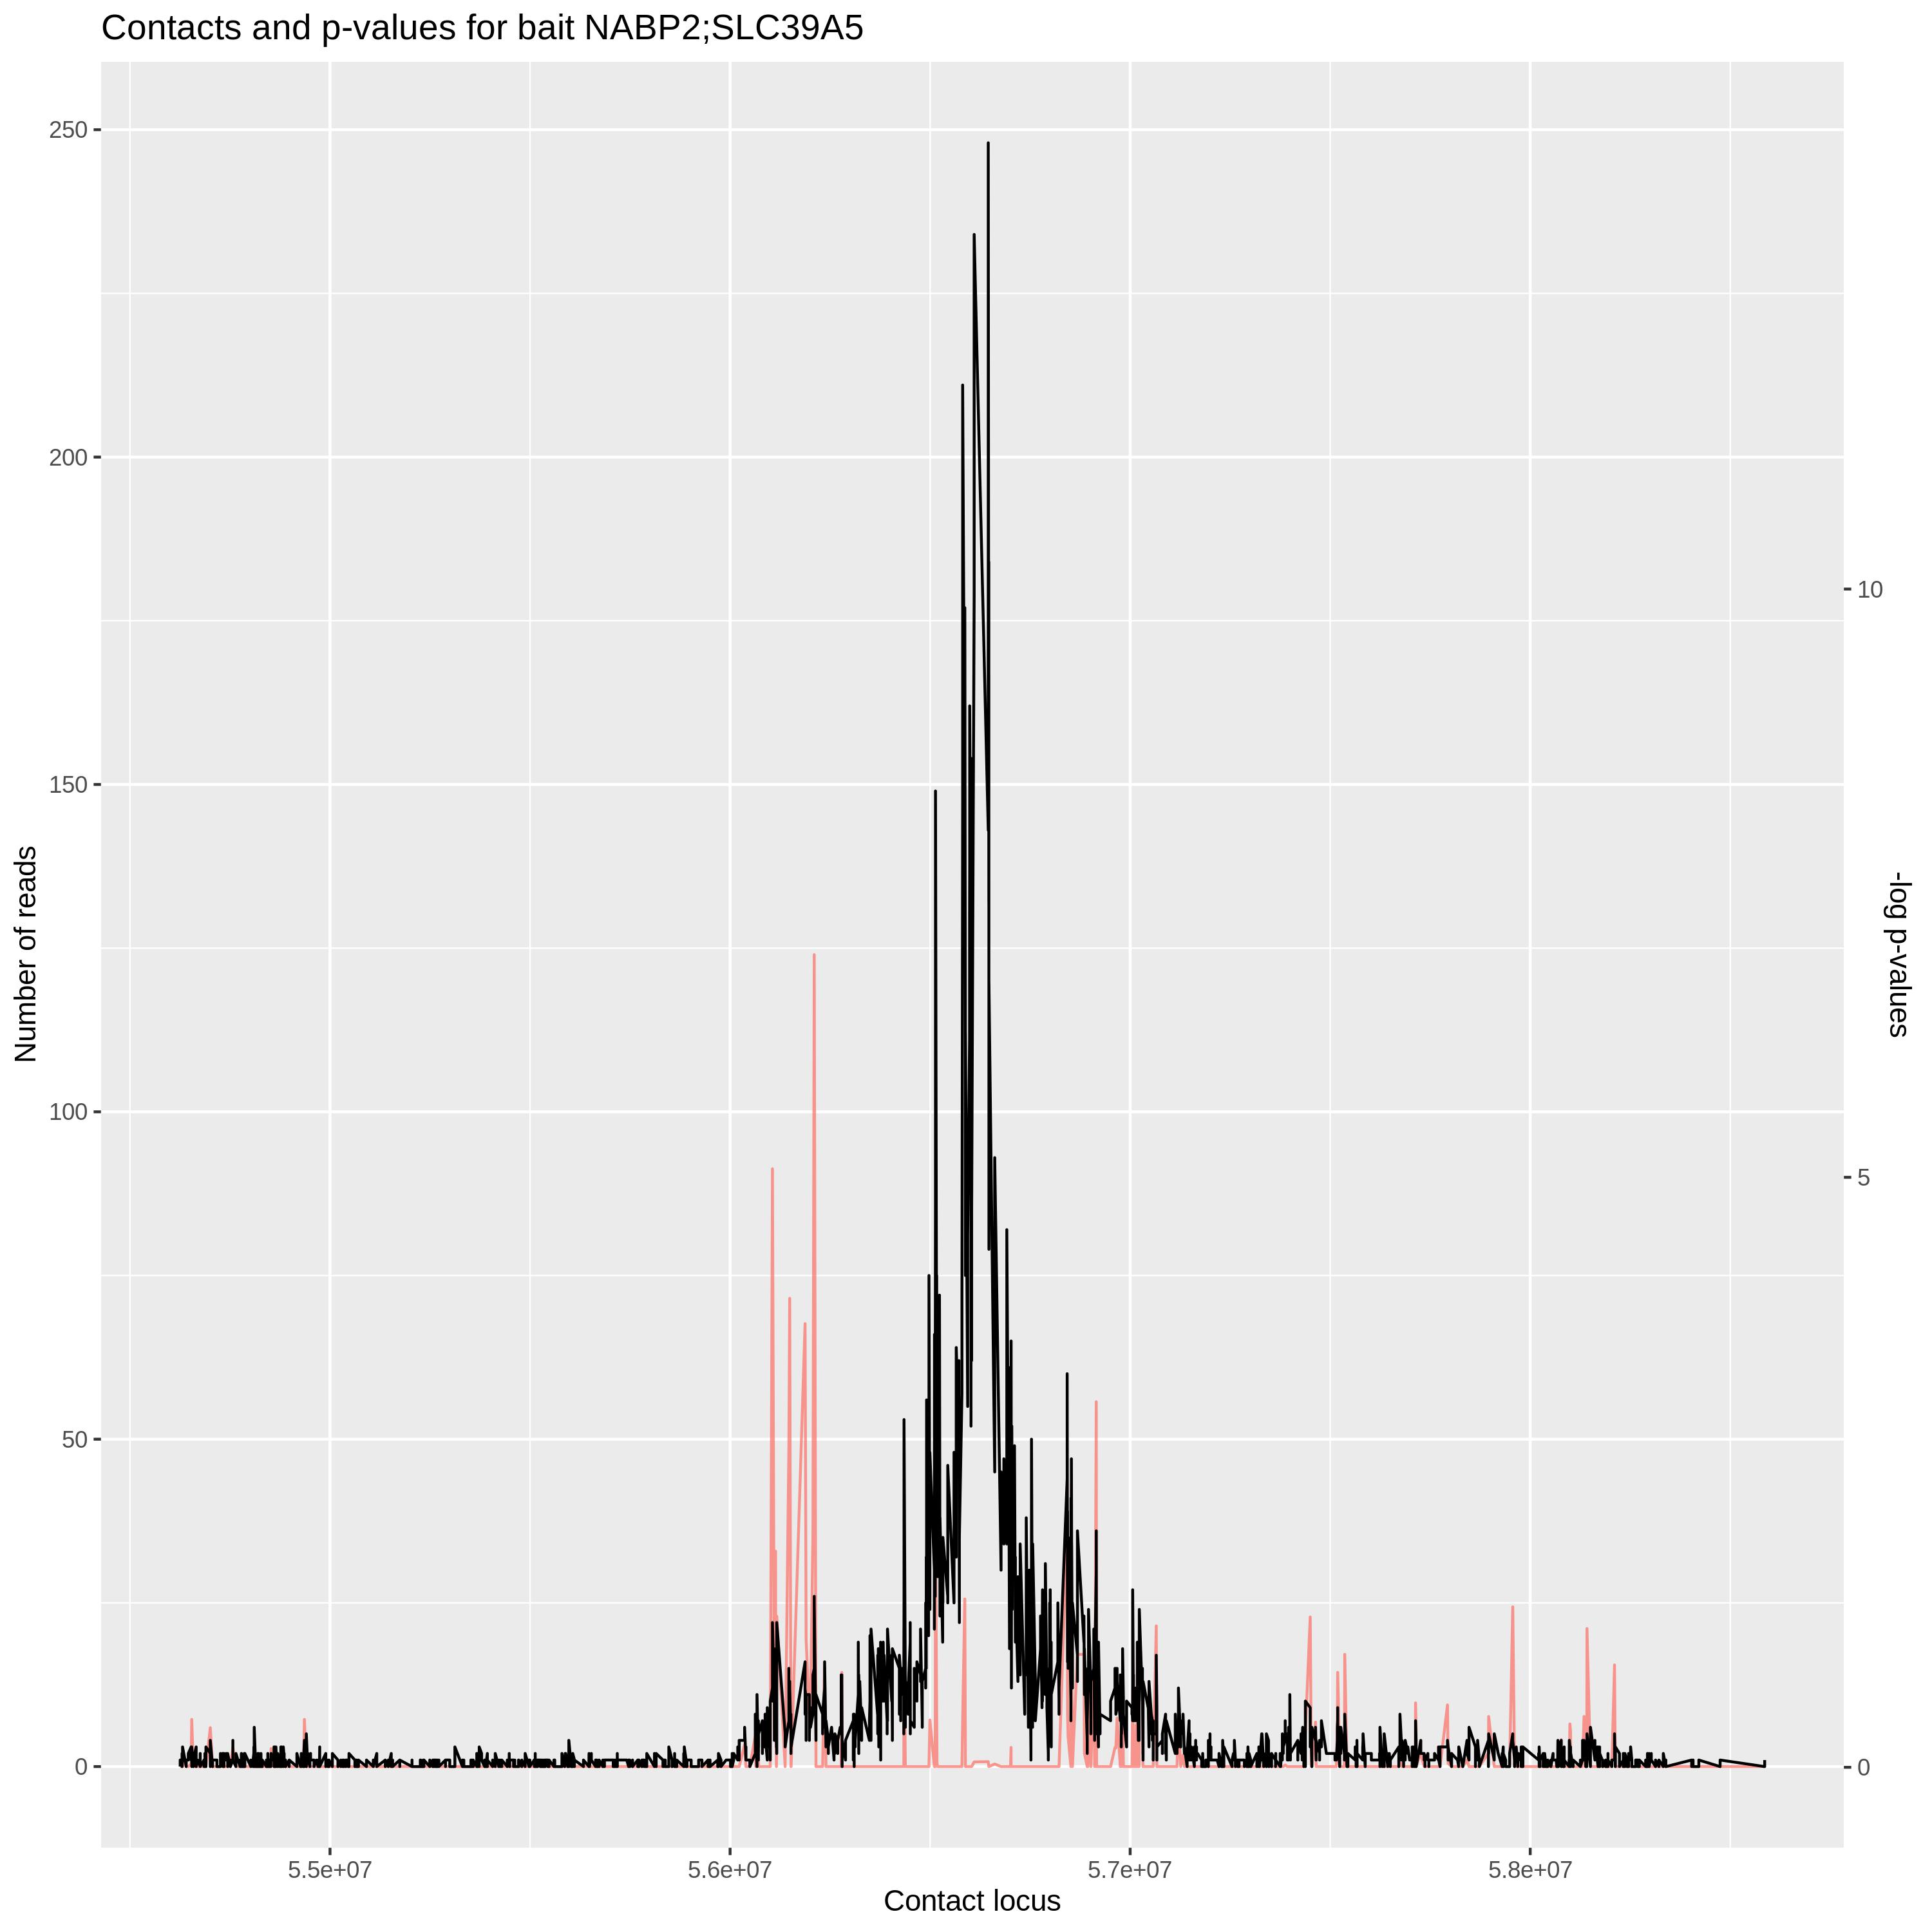 Contacts and p-values for bait NABP2;SLC39A5
250
200
150
100
50
0
Number of reads
10
5
0
-log p-values
5.5e+07
5.6e+07
5.7e+07
5.8e+07
Contact locus